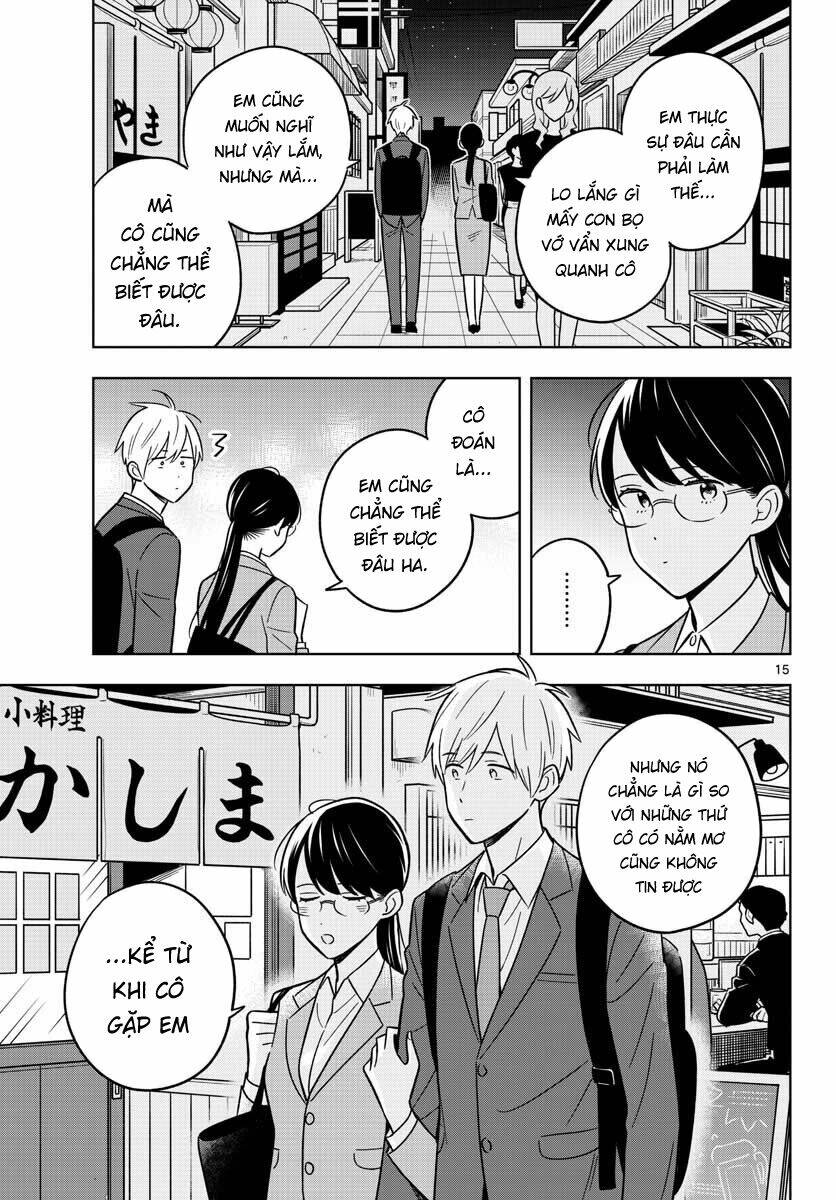 EM THỰC
SỰ ĐÂU CẦN
PHẢI LÀM
THẾ...
LO LẮNG GÌ
MẤY CON BỌ
VỚ VẨN XUNG
QUANH CÔ
EM CŨNG
MUỐN NGHĨ
NHƯ VẬY LẮM,
NHƯNG MÀ...
MÀ
CÔ CŨNG
CHẲNG THỂ
BIẾT ĐƯỢC
ĐÂU.
やき
.........
CÔ
ĐOÁN
LÀ...
EM CŨNG
CHẲNG THỂ
BIẾT ĐƯỢC
ĐÂU HA.
15
NHƯNG NÓ
CHẲNG LÀ GÌ SO
VỚI NHỮNG THỨ
CÔ CÓ NẰM MƠ
CŨNG KHÔNG
TIN ĐƯỢC
小料理
かしま
...KỂ TỪ
KHI CÔ
GẶP EM